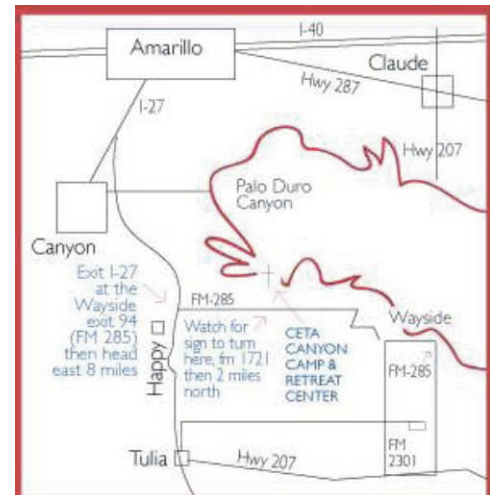 I-40
Amarillo
Claude
Hwy 287
I-27
Hwy 207
Palo Duro
Canyon
Canyon
Exit I-27
at the
Wayside
exit 94
(FM 285)
then head
east 8 miles
FM-285
Happy
Watch for
sign to turn
here, fm 1721
then 2 miles
north
CETA
CANYON
CAMP &
RETREAT
CENTER
Wayside
FM-285
FM
2301
Tulia
Hwy 207